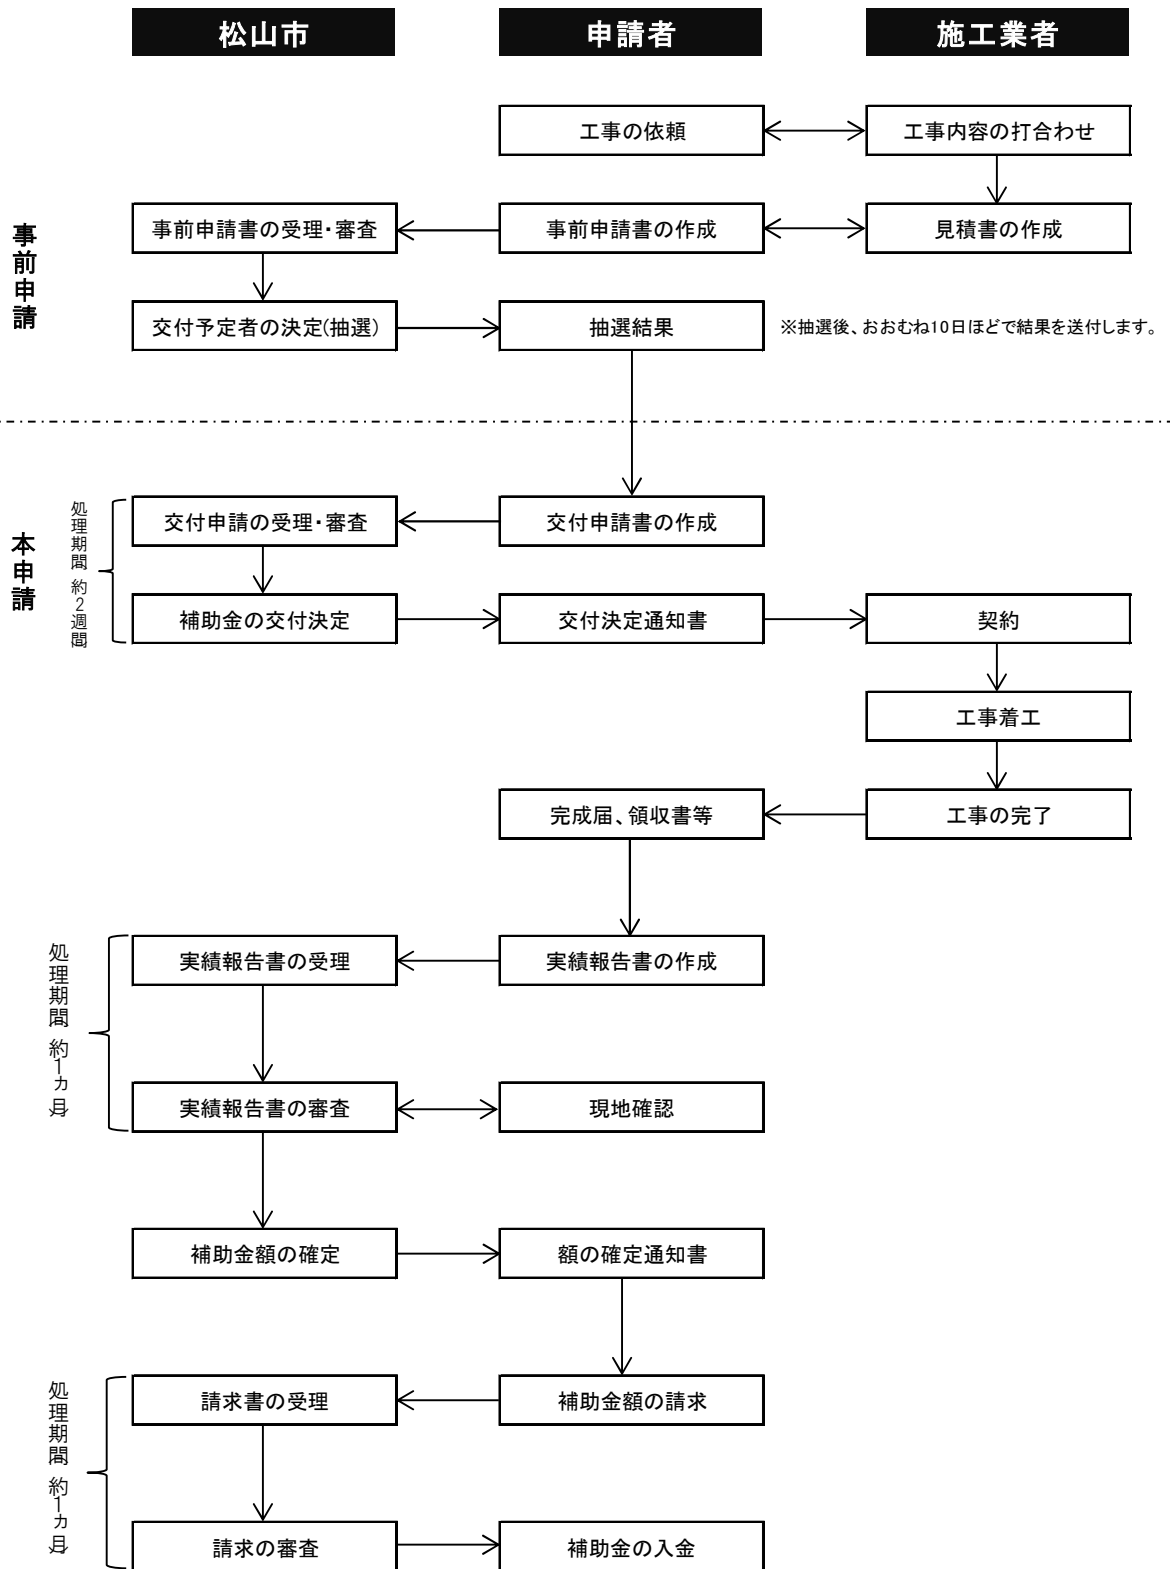 松山市
申請者
施工業者
工事の依頼
工事内容の打合わせ
事前申請
事前申請書の受理・審査
事前申請書の作成
見積書の作成
交付予定者の決定(抽選)
抽選結果
※抽選後、おおむね10日ほどで結果を送付します。
本申請
処理期間 約2週間
交付申請の受理・審査
交付申請書の作成
補助金の交付決定
交付決定通知書
契約
工事着工
完成届、領収書等
工事の完了
処理期間 約1カ月
実績報告書の受理
実績報告書の作成
実績報告書の審査
現地確認
補助金額の確定
額の確定通知書
処理期間 約1カ月
請求書の受理
補助金額の請求
請求の審査
補助金の入金